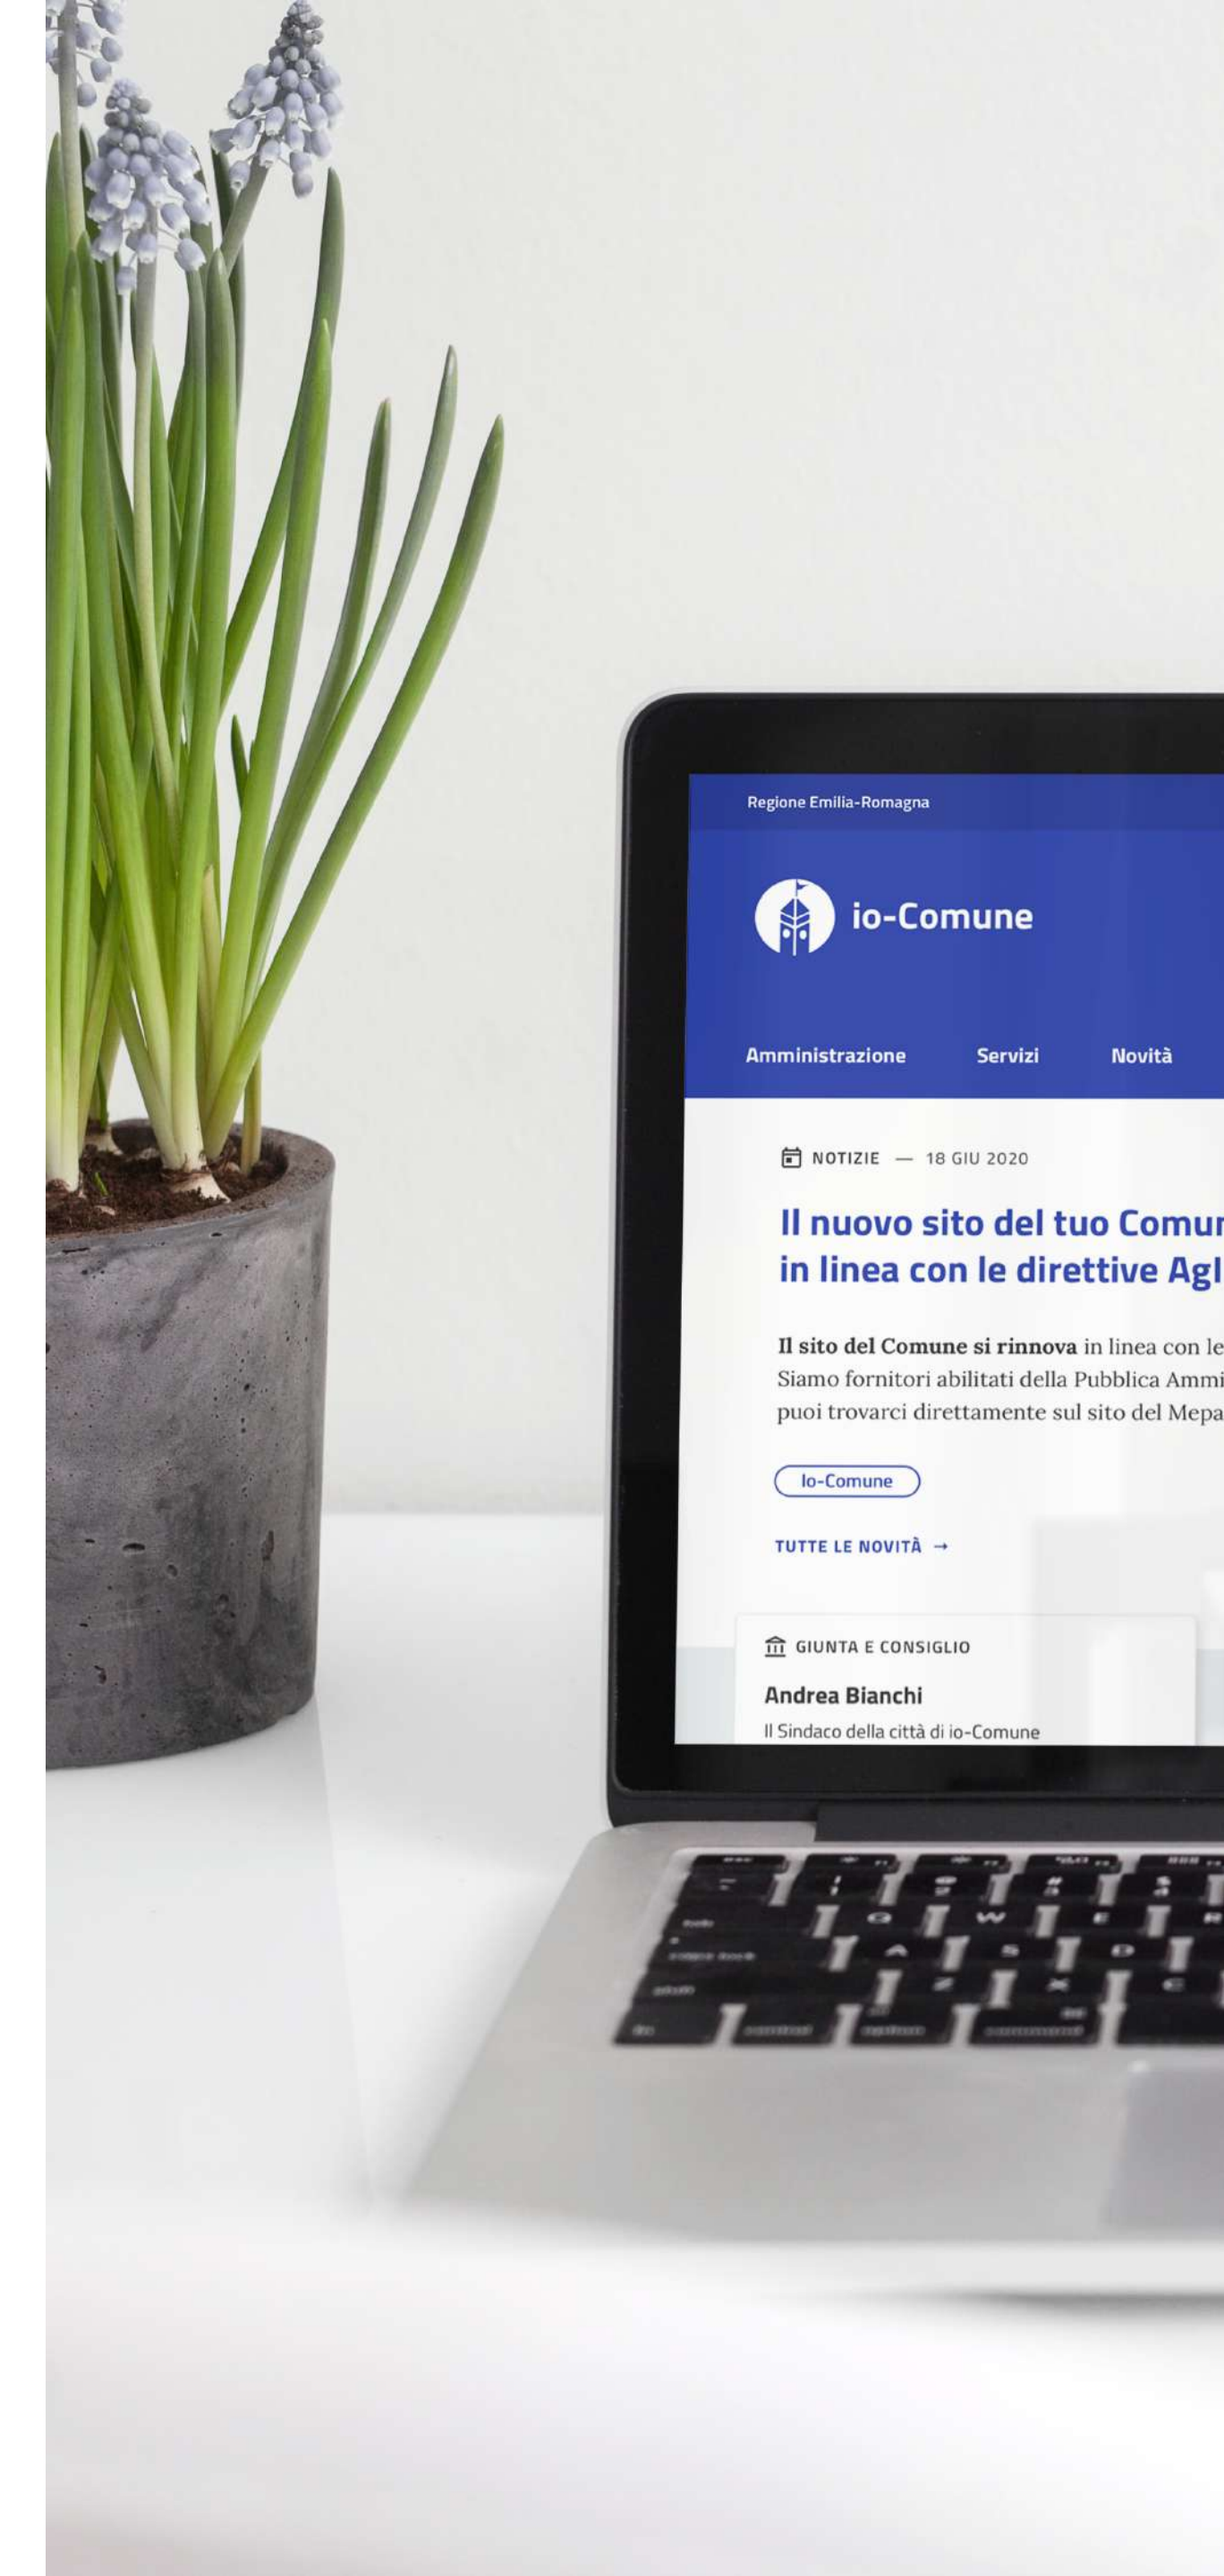 Regione Emilia-Romagna
io-Comune
Amministrazione Servizi Novità
NOTIZIE — 18 GIU 2020
Il nuovo sito del tuo Comun
in linea con le direttive AgI
Il sito del Comune si rinnova in linea con le
Siamo fornitori abilitati della Pubblica Ammi
puoi trovarci direttamente sul sito del Mepa
Io-Comune
TUTTE LE NOVITÀ →
GIUNTA E CONSIGLIO
Andrea Bianchi
Il Sindaco della città di io-Comune
Q W E R
A S D
Z X C